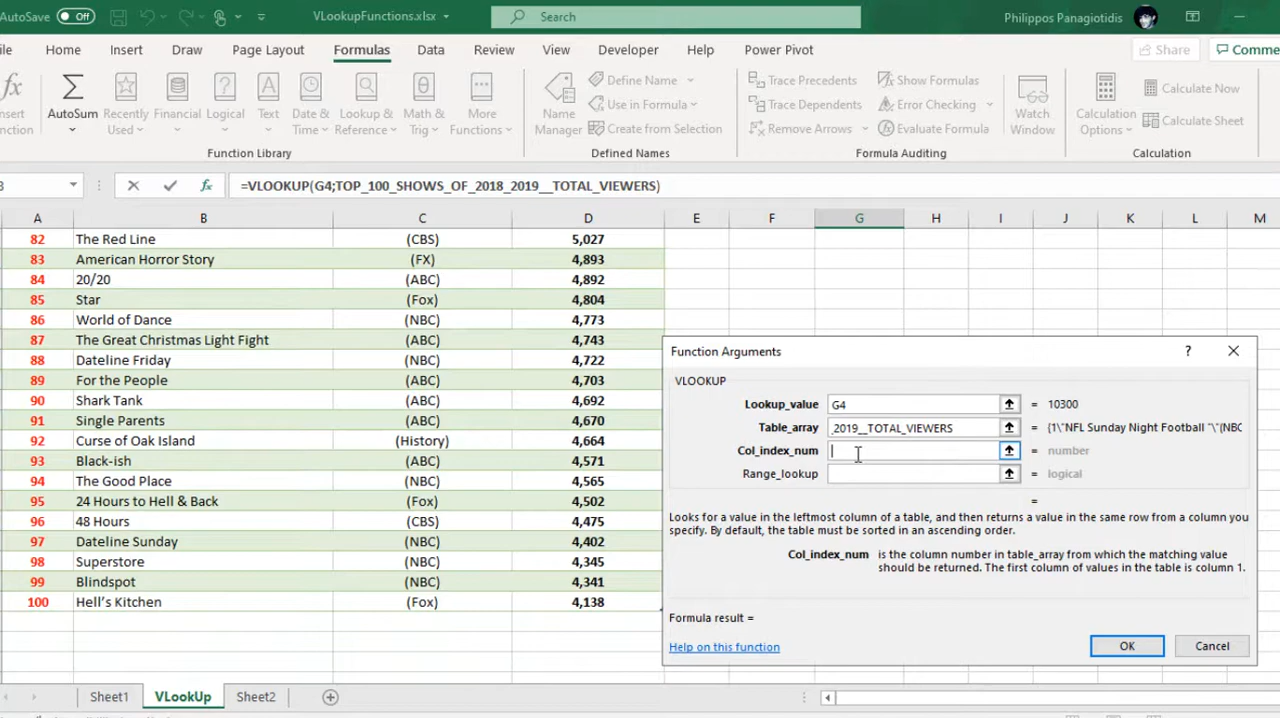 AutoSave Off VLookupFunctions.xlsx Search Philippos Panagiotidis
ile Home Insert Draw Page Layout Formulas Data Review View Developer Help Power Pivot Share Comme
nsert
nction
AutoSum
Recently
Used
Financial
Logical
Text
Date &
Time
Lookup &
Reference
Math &
Trig
More
Functions
Function Library
Name
Manager
Define Name
Use in Formula
Create from Selection
Defined Names
Trace Precedents
Trace Dependents
Remove Arrows
Show Formulas
Error Checking
Evaluate Formula
Formula Auditing
Watch
Window
Calculation
Options
Calculate Now
Calculate Sheet
Calculation
fx =VLOOKUP(G4;TOP_100_SHOWS_OF_2018_2019__TOTAL_VIEWERS)
A B C D E F G H I J K L M
82 The Red Line (CBS) 5,027
83 American Horror Story (FX) 4,893
84 20/20 (ABC) 4,892
85 Star (Fox) 4,804
86 World of Dance (NBC) 4,773
87 The Great Christmas Light Fight (ABC) 4,743
88 Dateline Friday (NBC) 4,722
89 For the People (ABC) 4,703
90 Shark Tank (ABC) 4,692
91 Single Parents (ABC) 4,670
92 Curse of Oak Island (History) 4,664
93 Black-ish (ABC) 4,571
94 The Good Place (NBC) 4,565
95 24 Hours to Hell & Back (Fox) 4,502
96 48 Hours (CBS) 4,475
97 Dateline Sunday (NBC) 4,402
98 Superstore (NBC) 4,345
99 Blindspot (NBC) 4,341
100 Hell's Kitchen (Fox) 4,138
Function Arguments ?
VLOOKUP
Lookup_value G4 = 10300
Table_array _2019__TOTAL_VIEWERS = {1\"NFL Sunday Night Football "\"(NBC
Col_index_num = number
Range_lookup = logical
=
Looks for a value in the leftmost column of a table, and then returns a value in the same row from a column you
specify. By default, the table must be sorted in an ascending order.
Col_index_num is the column number in table_array from which the matching value
should be returned. The first column of values in the table is column 1.
Formula result =
Help on this function OK Cancel
Sheet1 VLookUp Sheet2